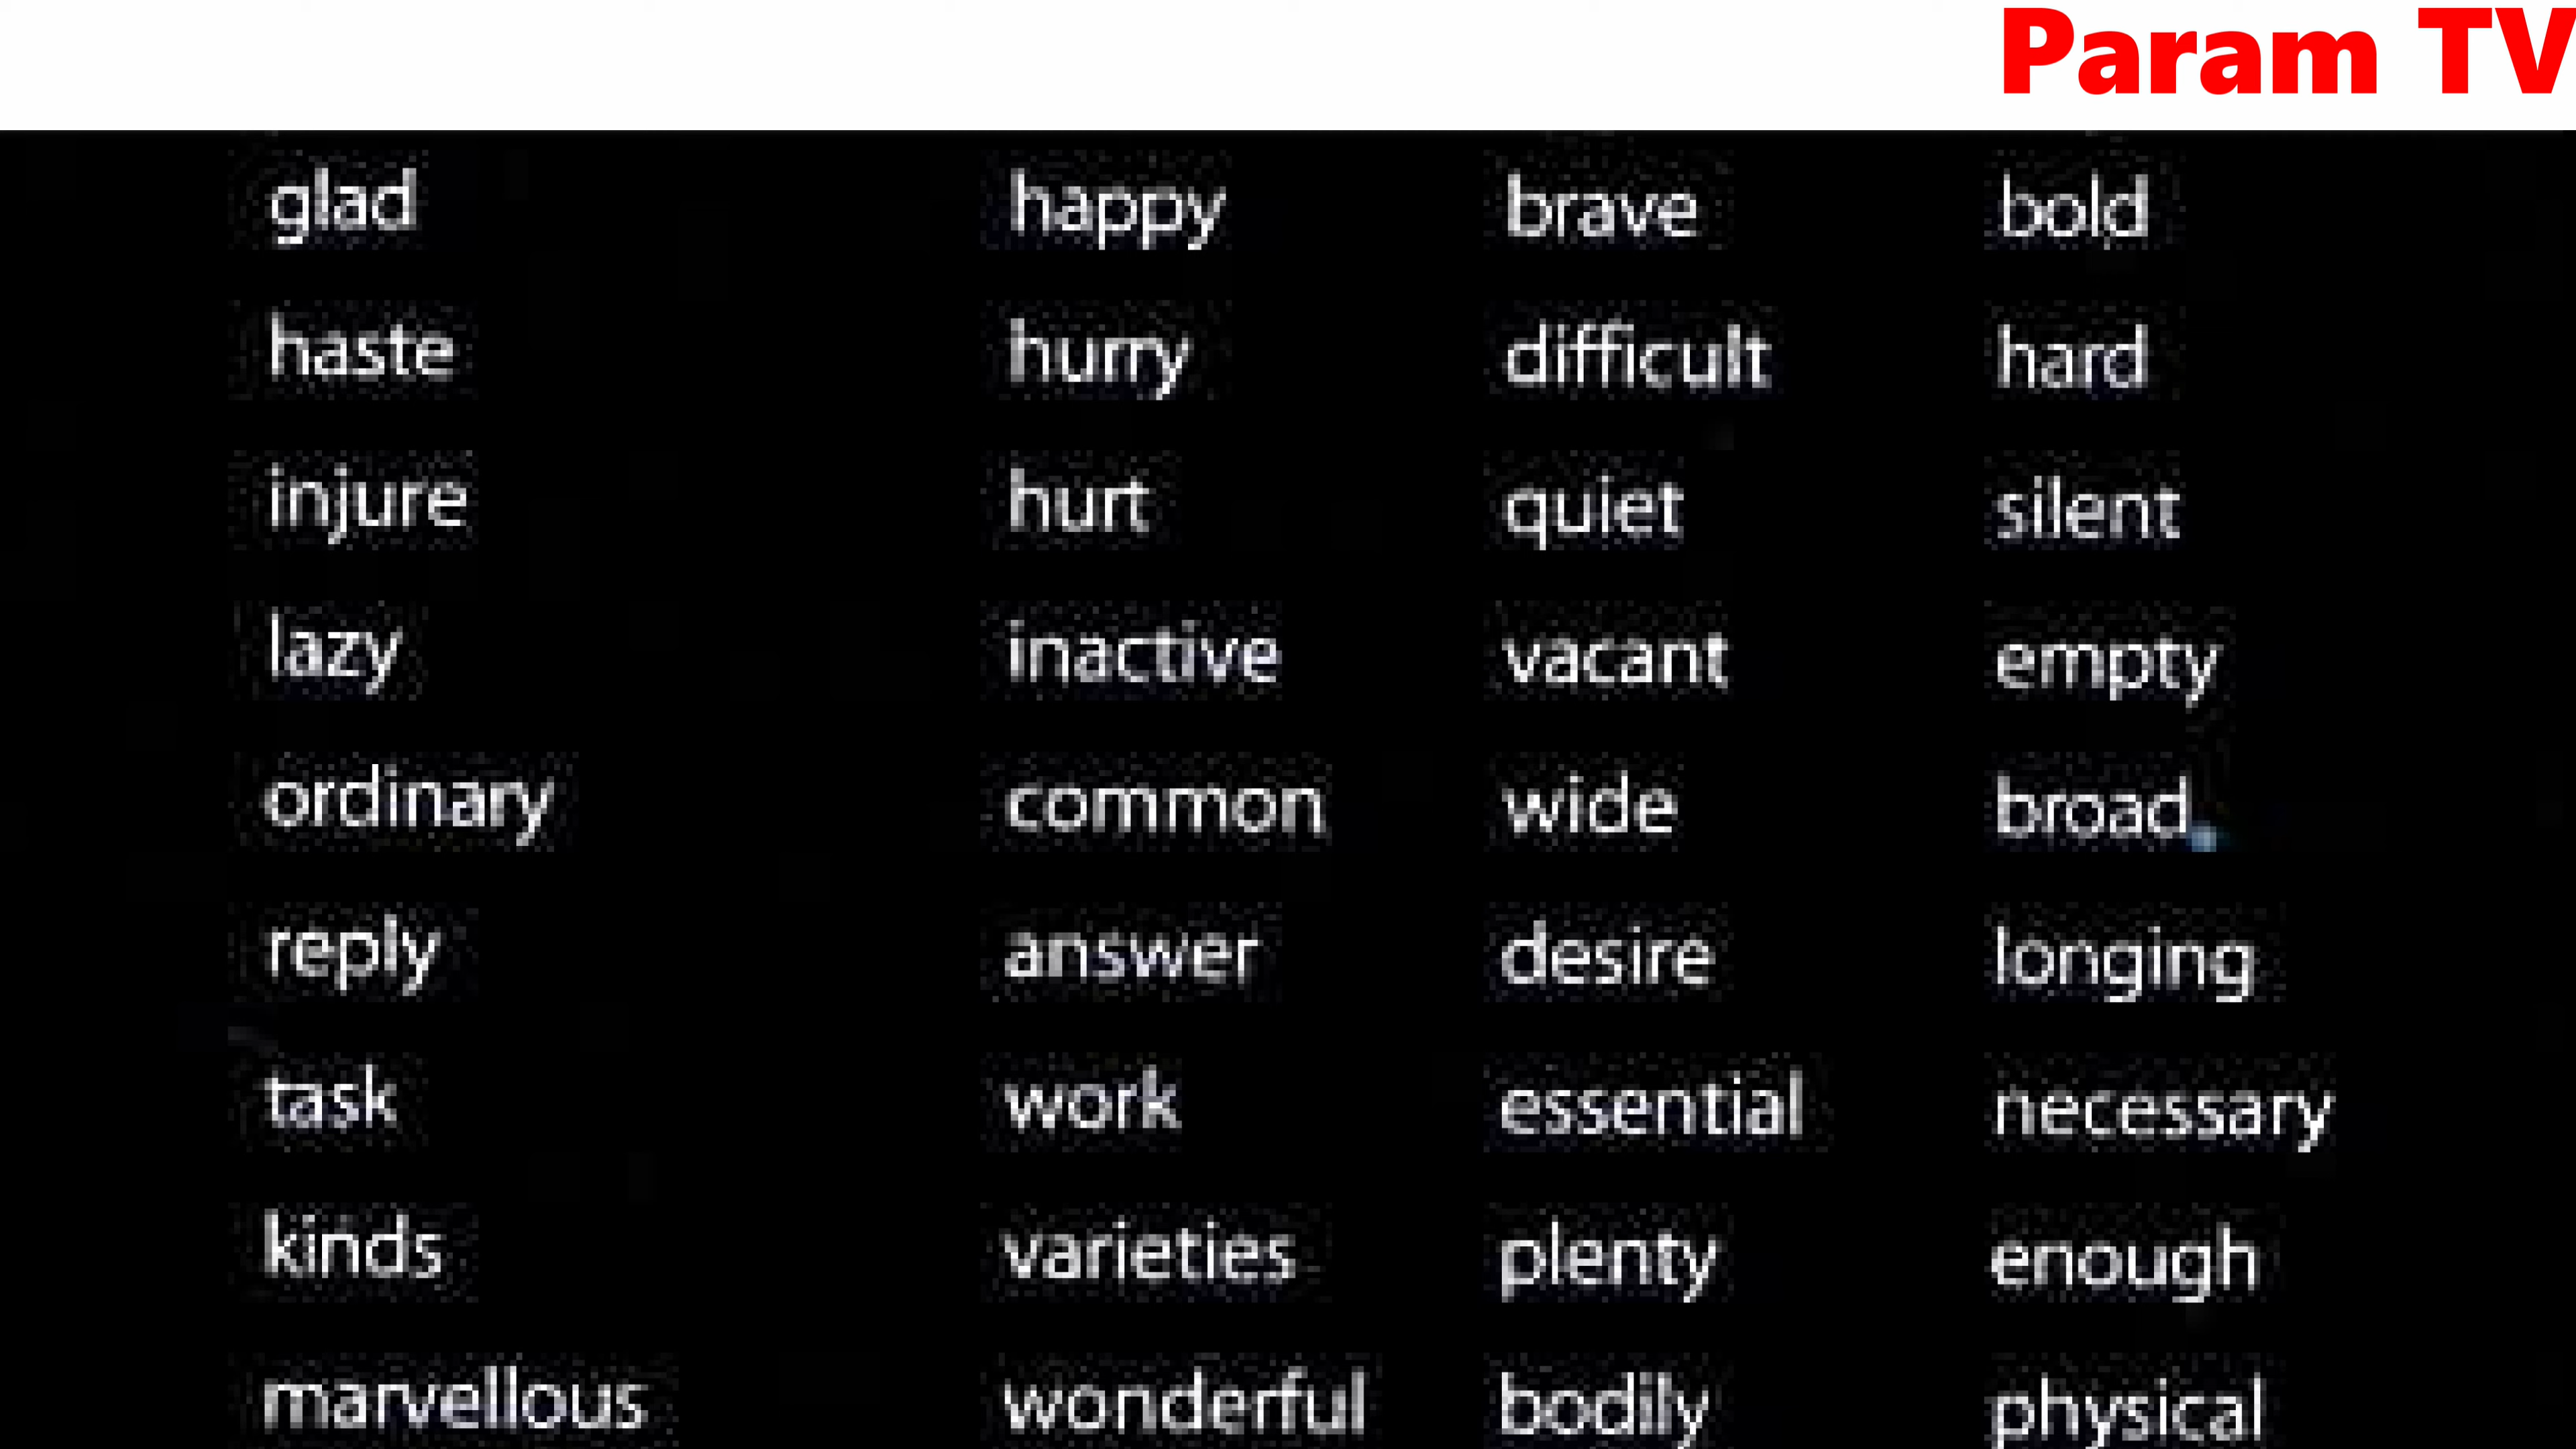 Param TV
glad happy brave bold
haste hurry difficult hard
injure hurt quiet silent
lazy inactive vacant empty
ordinary common wide broad
reply answer desire longing
task work essential necessary
kinds varieties plenty enough
marvellous wonderful bodily physical